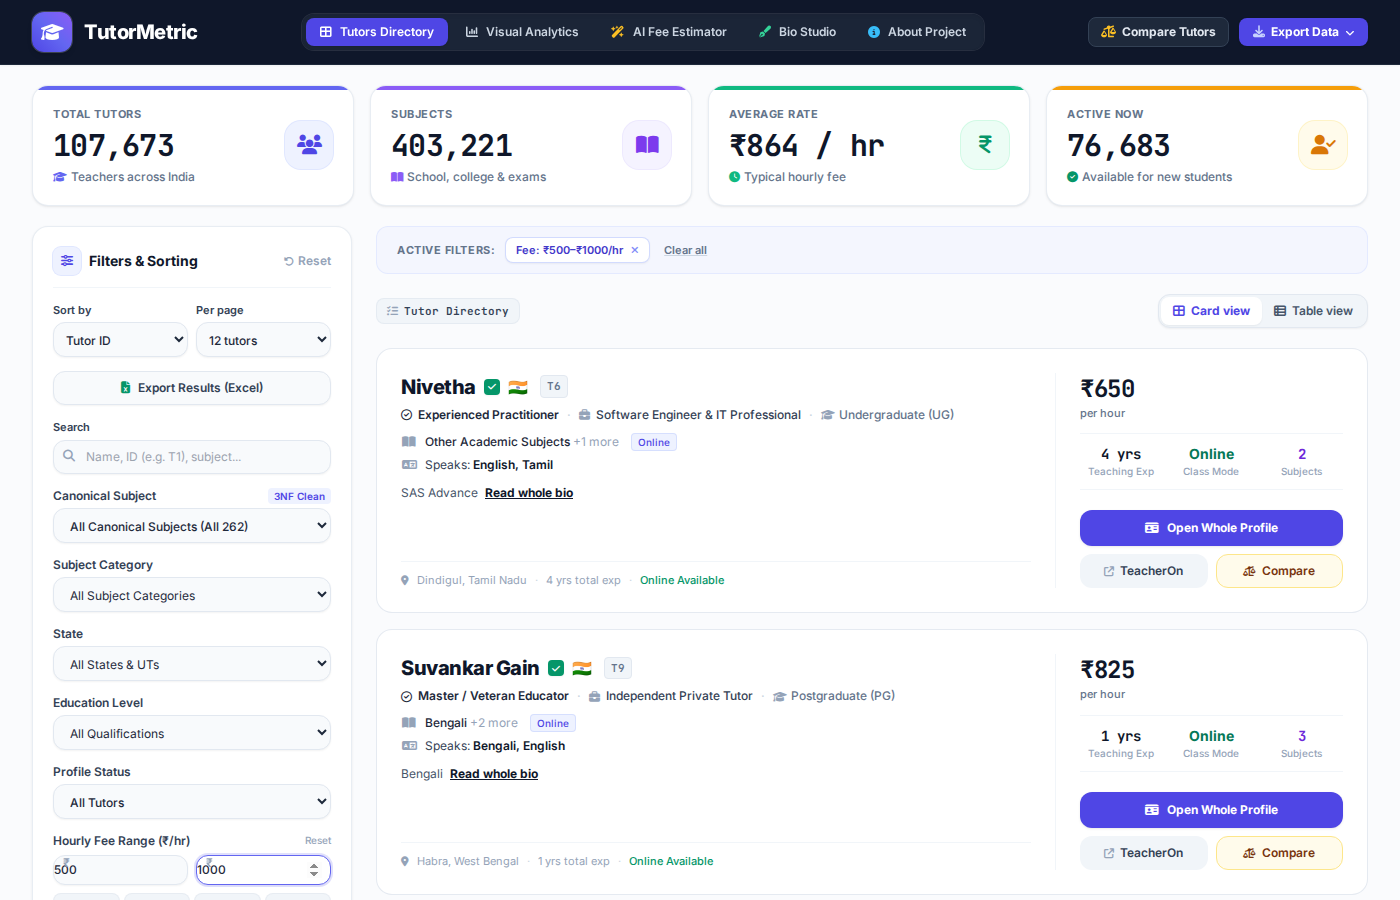 TutorMetric
Tutors Directory
Visual Analytics
AI Fee Estimator
Bio Studio
About Project
Compare Tutors
Export Data
TOTAL TUTORS
107,673
Teachers across India
SUBJECTS
403,221
School, college & exams
AVERAGE RATE
₹864 / hr
Typical hourly fee
ACTIVE NOW
76,683
Available for new students
Filters & Sorting
Reset
Sort by
Per page
Tutor ID
12 tutors
Export Results (Excel)
Search
Name, ID (e.g. T1), subject...
Canonical Subject
3NF Clean
All Canonical Subjects (All 262)
Subject Category
All Subject Categories
State
All States & UTs
Education Level
All Qualifications
Profile Status
All Tutors
Hourly Fee Range (₹/hr)
Reset
₹
500
₹
1000
ACTIVE FILTERS:
Fee: ₹500–₹1000/hr ×
Clear all
Tutor Directory
Card view
Table view
Nivetha
T6
Experienced Practitioner · Software Engineer & IT Professional · Undergraduate (UG)
Other Academic Subjects +1 more
Online
Speaks: English, Tamil
SAS Advance Read whole bio
Dindigul, Tamil Nadu · 4 yrs total exp · Online Available
₹650
per hour
4 yrs
Teaching Exp
Online
Class Mode
2
Subjects
Open Whole Profile
TeacherOn
Compare
Suvankar Gain
T9
Master / Veteran Educator · Independent Private Tutor · Postgraduate (PG)
Bengali +2 more
Online
Speaks: Bengali, English
Bengali Read whole bio
Habra, West Bengal · 1 yrs total exp · Online Available
₹825
per hour
1 yrs
Teaching Exp
Online
Class Mode
3
Subjects
Open Whole Profile
TeacherOn
Compare